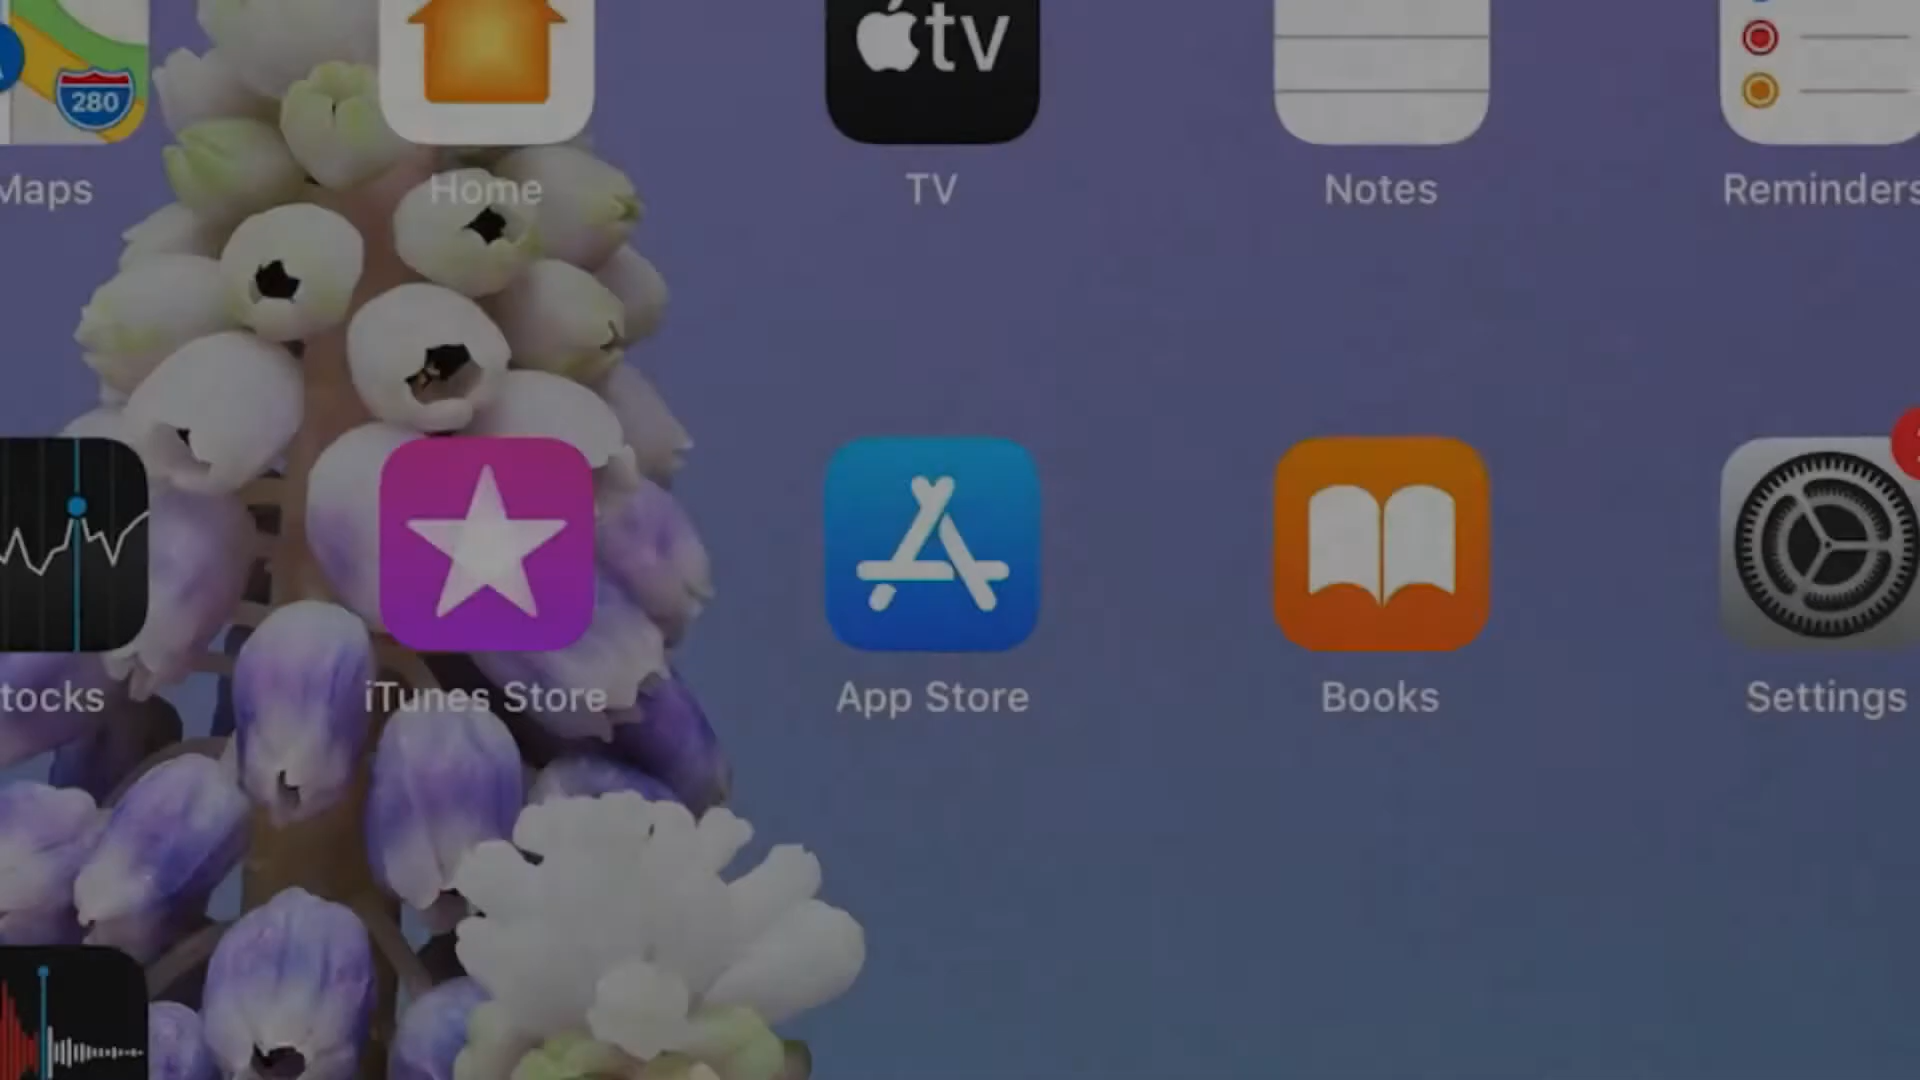 280
tv
Maps
Home
TV
Notes
Reminders
tocks
iTunes Store
App Store
Books
Settings